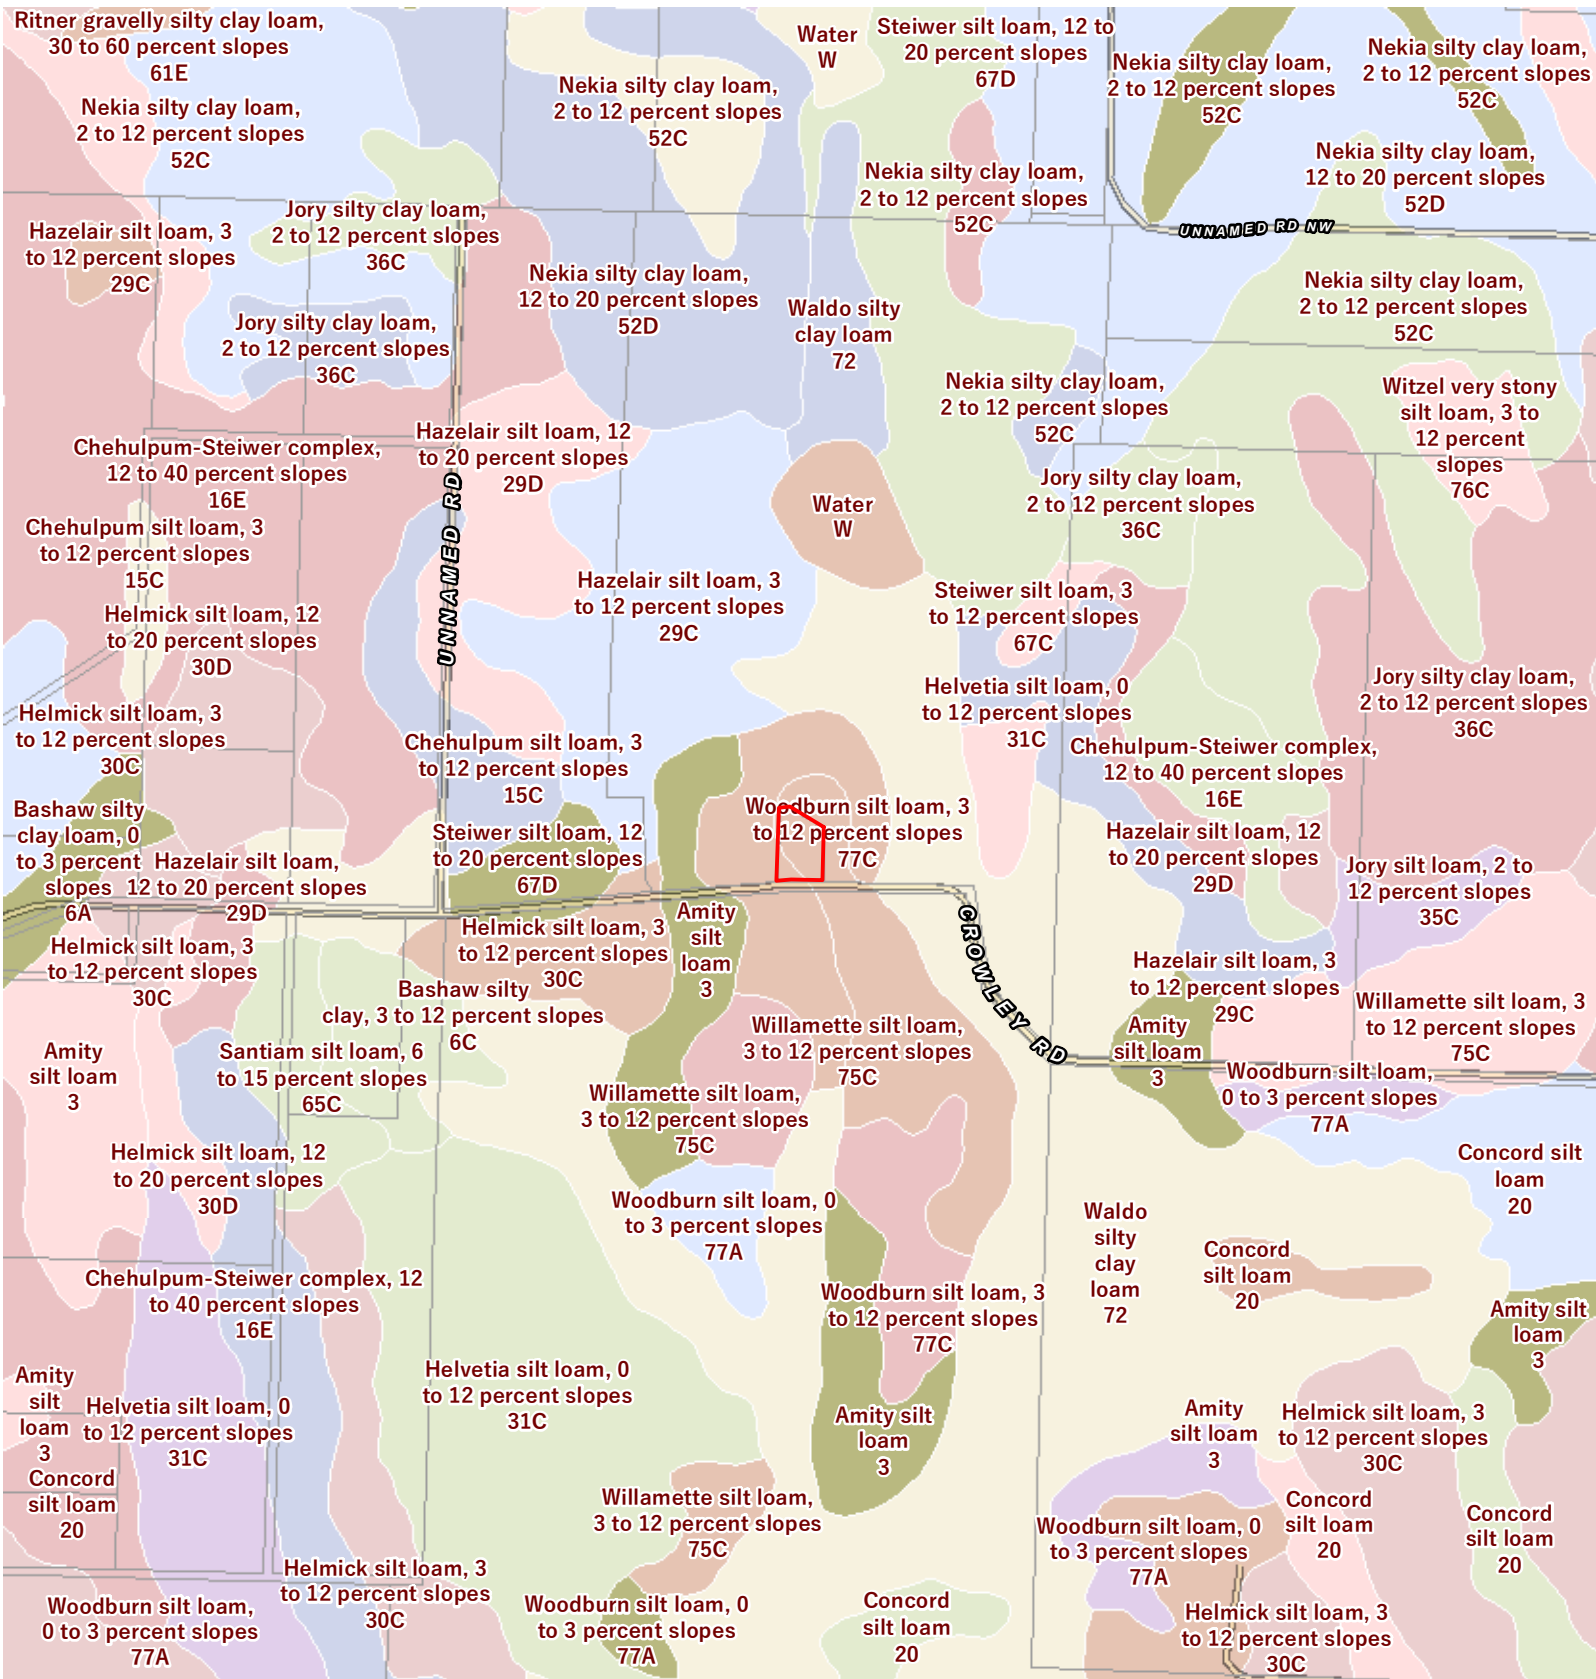 Ritner gravelly silty clay loam,
30 to 60 percent slopes
61E
Water
W
Steiwer silt loam, 12 to
20 percent slopes
67D
Nekia silty clay loam,
2 to 12 percent slopes
52C
Nekia silty clay loam,
2 to 12 percent slopes
52C
Nekia silty clay loam,
2 to 12 percent slopes
52C
Nekia silty clay loam,
2 to 12 percent slopes
52C
Nekia silty clay loam,
12 to 20 percent slopes
52D
Nekia silty clay loam,
2 to 12 percent slopes
52C
Jory silty clay loam,
2 to 12 percent slopes
36C
Hazelair silt loam, 3
to 12 percent slopes
29C
UNNAMED RD NW
Nekia silty clay loam,
12 to 20 percent slopes
52D
Nekia silty clay loam,
2 to 12 percent slopes
52C
Waldo silty
clay loam
72
Jory silty clay loam,
2 to 12 percent slopes
36C
Nekia silty clay loam,
2 to 12 percent slopes
52C
Witzel very stony
silt loam, 3 to
12 percent
slopes
76C
Hazelair silt loam, 12
to 20 percent slopes
29D
Chehulpum-Steiwer complex,
12 to 40 percent slopes
16E
Jory silty clay loam,
2 to 12 percent slopes
36C
Water
W
Chehulpum silt loam, 3
to 12 percent slopes
15C
UNNAMED RD
Hazelair silt loam, 3
to 12 percent slopes
29C
Steiwer silt loam, 3
to 12 percent slopes
67C
Helmick silt loam, 12
to 20 percent slopes
30D
Helvetia silt loam, 0
to 12 percent slopes
31C
Jory silty clay loam,
2 to 12 percent slopes
36C
Helmick silt loam, 3
to 12 percent slopes
30C
Chehulpum silt loam, 3
to 12 percent slopes
15C
Chehulpum-Steiwer complex,
12 to 40 percent slopes
16E
Woodburn silt loam, 3
to 12 percent slopes
77C
Bashaw silty
clay loam, 0
to 3 percent
slopes
6A
Steiwer silt loam, 12
to 20 percent slopes
67D
Hazelair silt loam, 12
to 20 percent slopes
29D
Hazelair silt loam,
12 to 20 percent slopes
29D
Jory silt loam, 2 to
12 percent slopes
35C
Amity
silt
loam
3
CROWLEY RD
Helmick silt loam, 3
to 12 percent slopes
30C
Helmick silt loam, 3
to 12 percent slopes
30C
Hazelair silt loam, 3
to 12 percent slopes
29C
Bashaw silty
clay, 3 to 12 percent slopes
6C
Willamette silt loam, 3
to 12 percent slopes
75C
Willamette silt loam,
3 to 12 percent slopes
75C
Amity
silt loam
3
Amity
silt loam
3
Santiam silt loam, 6
to 15 percent slopes
65C
Woodburn silt loam,
0 to 3 percent slopes
77A
Willamette silt loam,
3 to 12 percent slopes
75C
Helmick silt loam, 12
to 20 percent slopes
30D
Concord silt
loam
20
Woodburn silt loam, 0
to 3 percent slopes
77A
Waldo
silty
clay
loam
72
Concord
silt loam
20
Chehulpum-Steiwer complex, 12
to 40 percent slopes
16E
Woodburn silt loam, 3
to 12 percent slopes
77C
Amity silt
loam
3
Helvetia silt loam, 0
to 12 percent slopes
31C
Amity
silt
loam
3
Helvetia silt loam, 0
to 12 percent slopes
31C
Amity silt
loam
3
Amity
silt loam
3
Helmick silt loam, 3
to 12 percent slopes
30C
Concord
silt loam
20
Willamette silt loam,
3 to 12 percent slopes
75C
Concord
silt loam
20
Concord
silt loam
20
Woodburn silt loam, 0
to 3 percent slopes
77A
Helmick silt loam, 3
to 12 percent slopes
30C
Woodburn silt loam,
0 to 3 percent slopes
77A
Woodburn silt loam, 0
to 3 percent slopes
77A
Concord
silt loam
20
Helmick silt loam, 3
to 12 percent slopes
30C